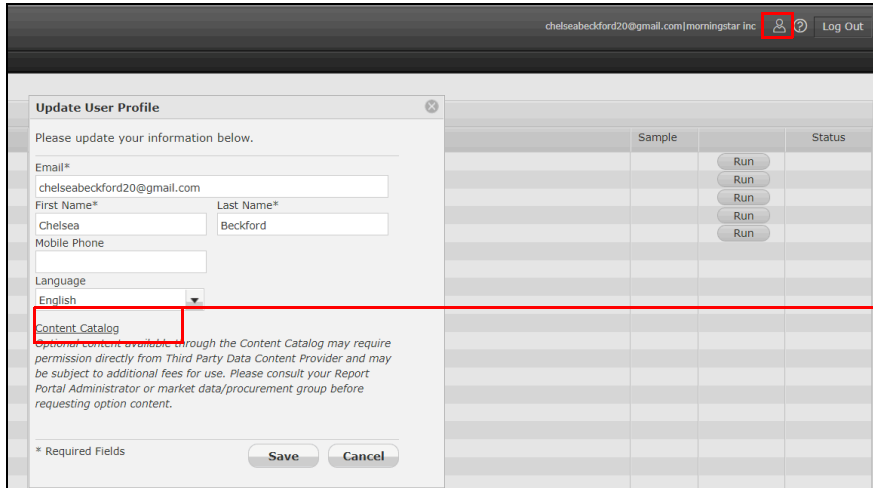 chelseabeckford20@gmail.com|morningstar inc ? Log Out
Update User Profile
Please update your information below.
Email*
chelseabeckford20@gmail.com
First Name* Last Name*
Chelsea Beckford
Mobile Phone
Language
English
Content Catalog
Optional content available through the Content Catalog may require
permission directly from Third Party Data Content Provider and may
be subject to additional fees for use. Please consult your Report
Portal Administrator or market data/procurement group before
requesting option content.
* Required Fields Save Cancel
Sample Status
Run
Run
Run
Run
Run